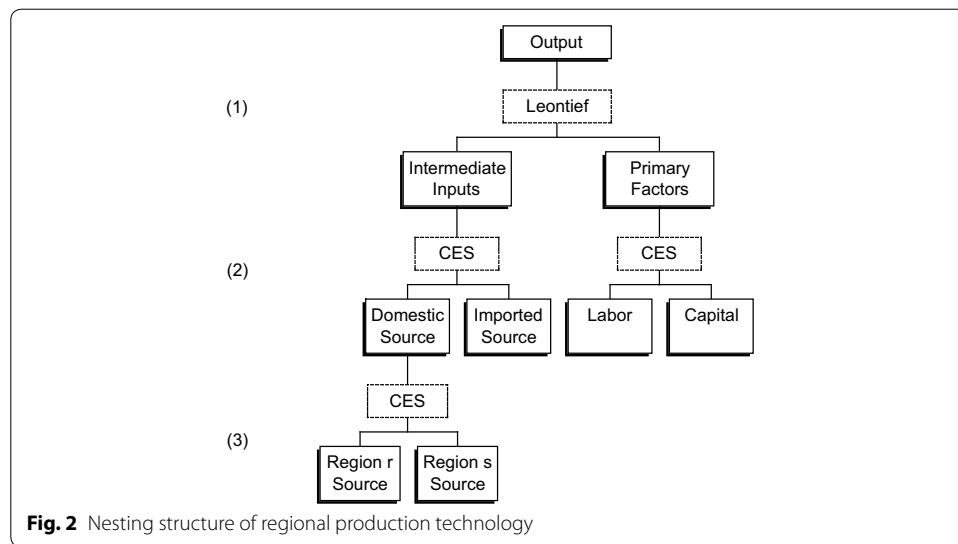 Output
(1)
Leontief
Intermediate
Inputs
Primary
Factors
(2)
CES
CES
Domestic
Source
Imported
Source
Labor
Capital
CES
(3)
Region r
Source
Region s
Source
Fig. 2 Nesting structure of regional production technology